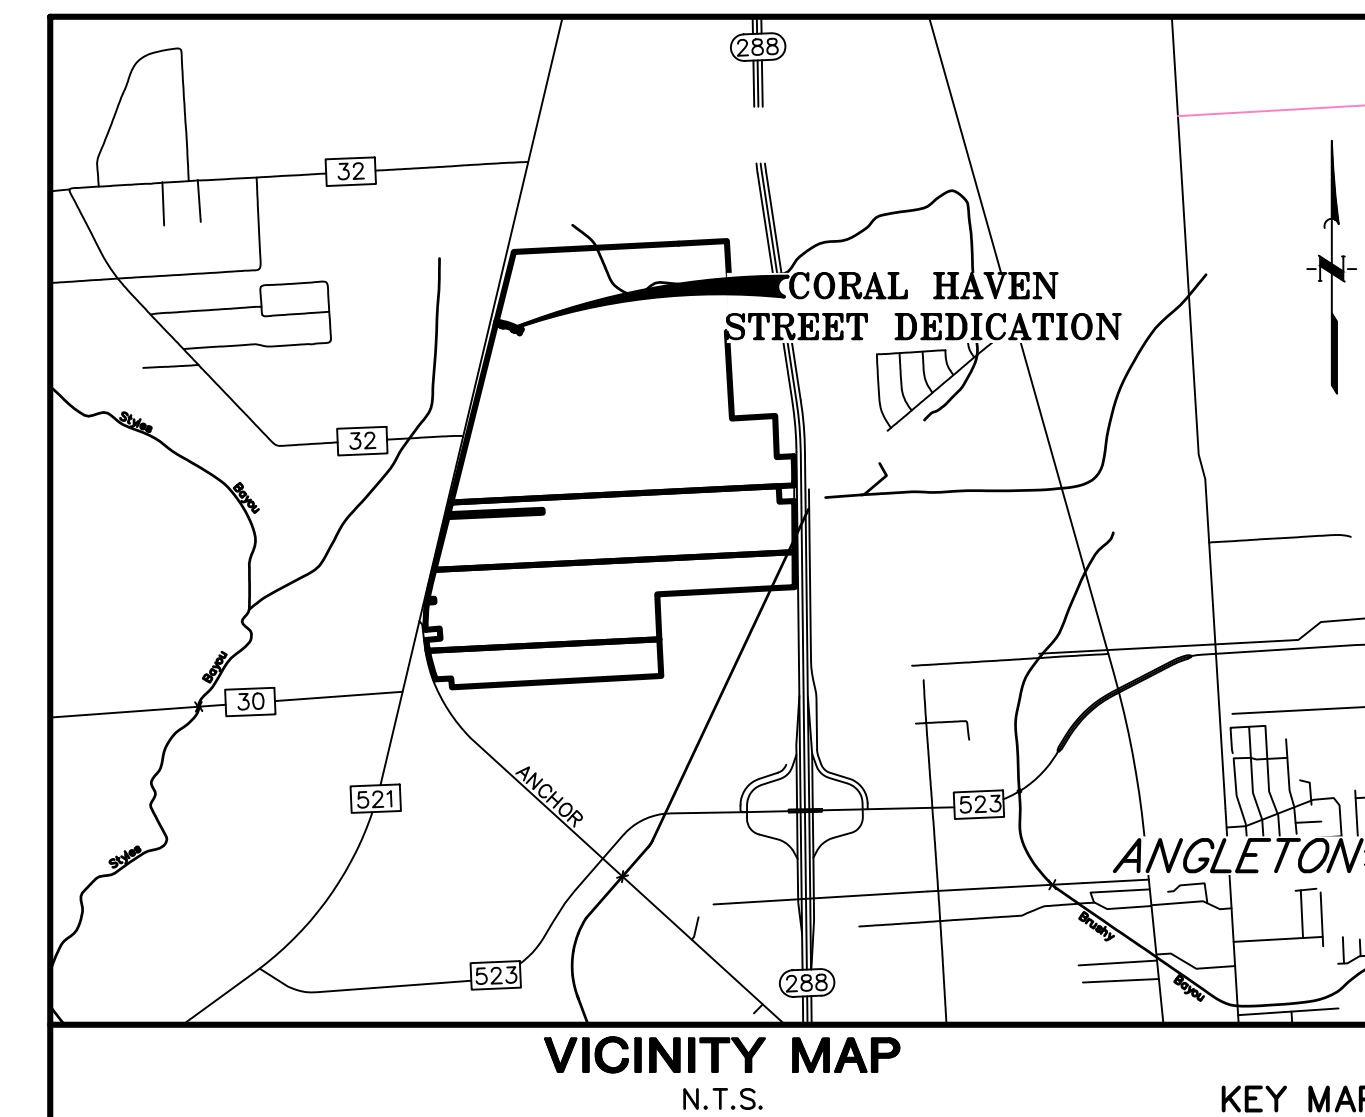 288
32
CORAL HAVEN
STREET DEDICATION
N
Styles
32
Bayou
Bayou
30
521
ANCHOR
523
Styles
ANGLETON
Brushy
523
288
Bayou
VICINITY MAP
N.T.S.
KEY MAP